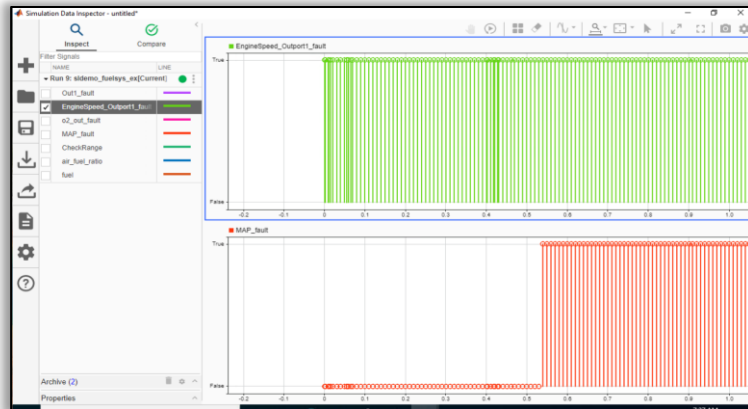 Simulation Data Inspector - untitled*
Inspect
Compare
Filter Signals
NAME
LINE
Run 9: sldemo_fuelsys_ex[Current]
Out1_fault
EngineSpeed_Outport1_fault
o2_out_fault
MAP_fault
CheckRange
air_fuel_ratio
fuel
Archive (2)
Properties
EngineSpeed_Outport1_fault
True
False
-0.2 -0.1 0 0.1 0.2 0.3 0.4 0.5 0.6 0.7 0.8 0.9 1.0
MAP_fault
True
False
-0.2 -0.1 0 0.1 0.2 0.3 0.4 0.5 0.6 0.7 0.8 0.9 1.0